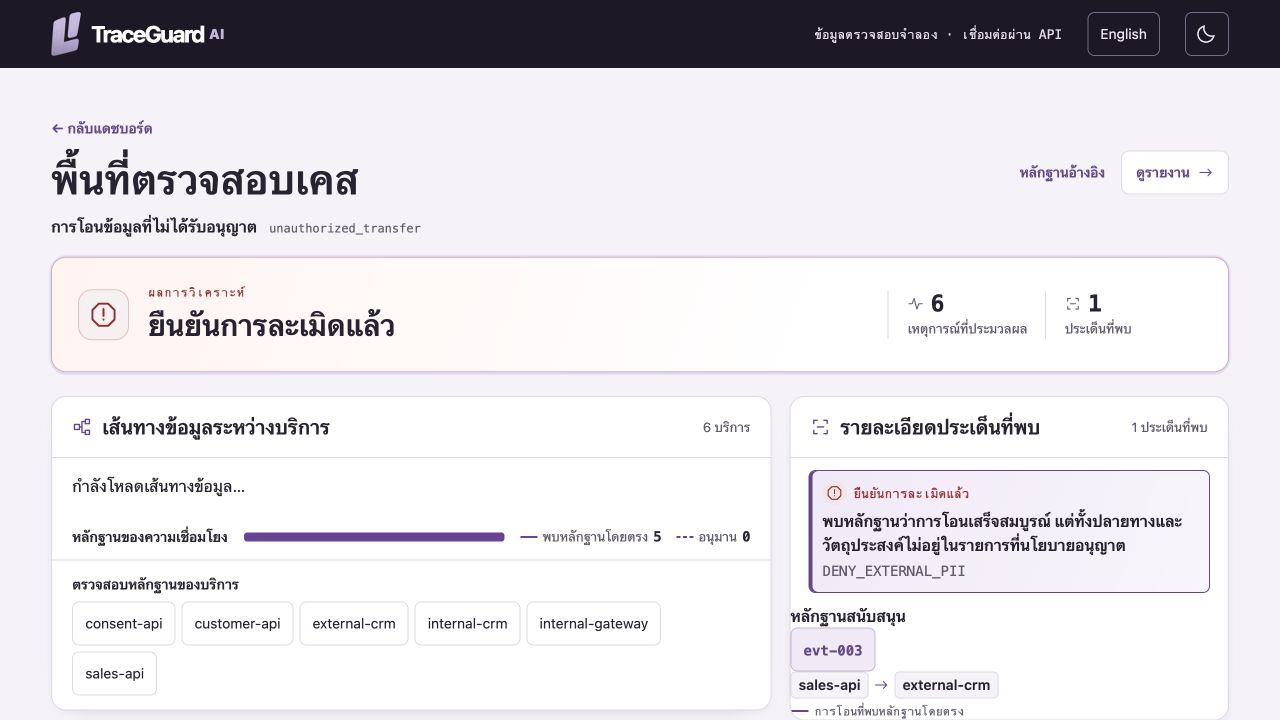 TraceGuard AI
ข้อมูลตรวจสอบจำลอง · เชื่อมต่อผ่าน API
English
← กลับแดชบอร์ด
พื้นที่ตรวจสอบเคส
หลักฐานอ้างอิง
ดูรายงาน →
การโอนข้อมูลที่ไม่ได้รับอนุญาต unauthorized_transfer
ผลการวิเคราะห์
ยืนยันการละเมิดแล้ว
6
เหตุการณ์ที่ประมวลผล
1
ประเด็นที่พบ
เส้นทางข้อมูลระหว่างบริการ
6 บริการ
กำลังโหลดเส้นทางข้อมูล...
หลักฐานของความเชื่อมโยง
พบหลักฐานโดยตรง 5
อนุมาน 0
ตรวจสอบหลักฐานของบริการ
consent-api
customer-api
external-crm
internal-crm
internal-gateway
sales-api
รายละเอียดประเด็นที่พบ
1 ประเด็นที่พบ
ยืนยันการละเมิดแล้ว
พบหลักฐานว่าการโอนเสร็จสมบูรณ์ แต่ทั้งปลายทางและ
วัตถุประสงค์ไม่อยู่ในรายการที่นโยบายอนุญาต
DENY_EXTERNAL_PII
หลักฐานสนับสนุน
evt-003
sales-api → external-crm
การโอนที่พบหลักฐานโดยตรง